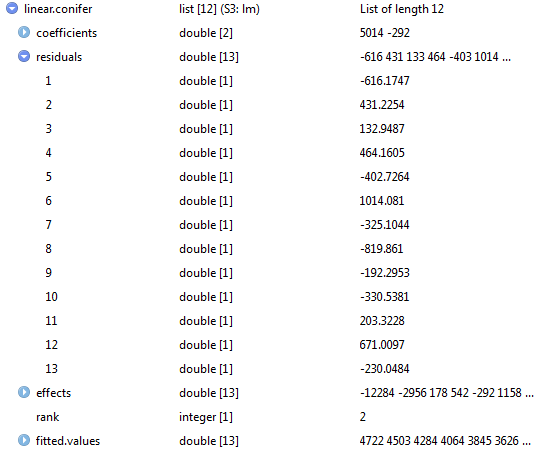 linear.conifer list [12] (S3: lm) List of length 12
coefficients double [2] 5014 -292
residuals double [13] -616 431 133 464 -403 1014 ...
1 double [1] -616.1747
2 double [1] 431.2254
3 double [1] 132.9487
4 double [1] 464.1605
5 double [1] -402.7264
6 double [1] 1014.081
7 double [1] -325.1044
8 double [1] -819.861
9 double [1] -192.2953
10 double [1] -330.5381
11 double [1] 203.3228
12 double [1] 671.0097
13 double [1] -230.0484
effects double [13] -12284 -2956 178 542 -292 1158 ...
rank integer [1] 2
fitted.values double [13] 4722 4503 4284 4064 3845 3626 ...